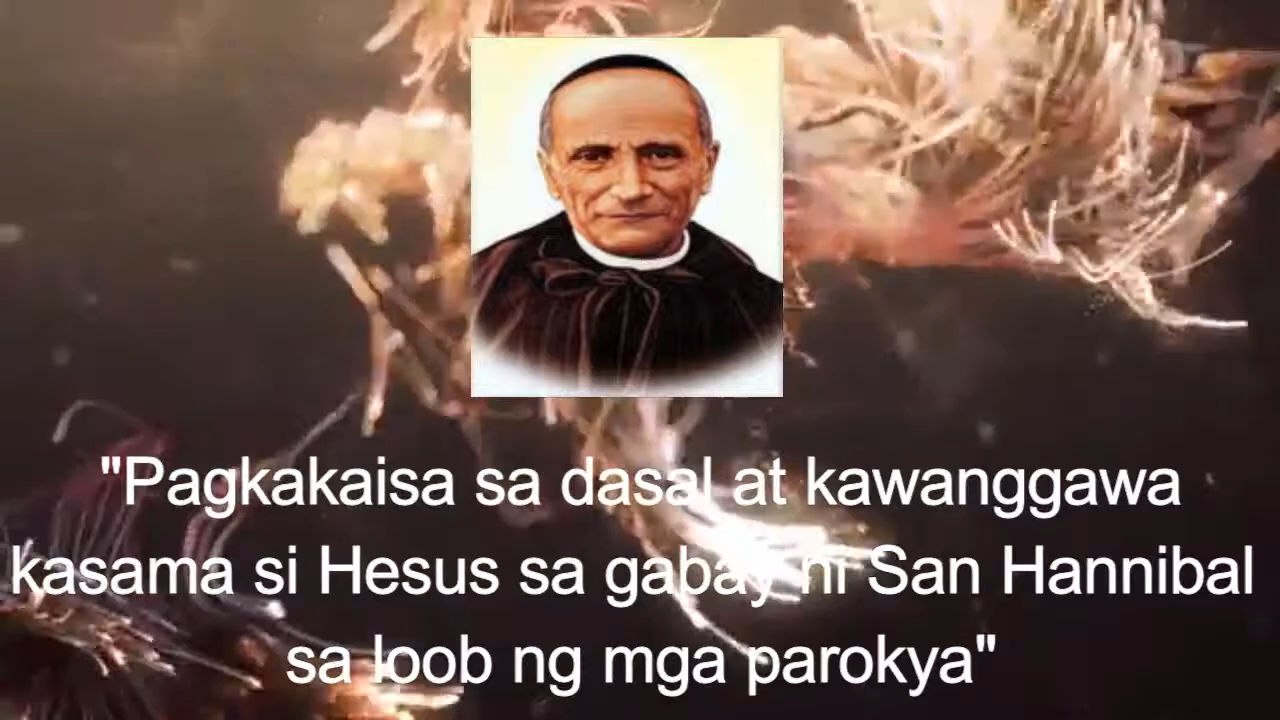 "Pagkakaisa sa dasal at kawanggawa
kasama si Hesus sa gabay ni San Hannibal
sa loob ng mga parokya"